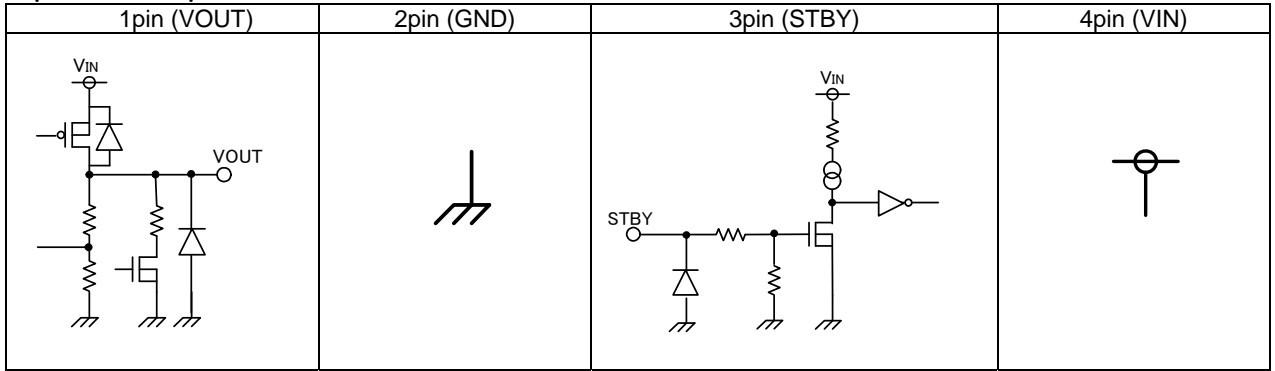 1pin (VOUT)
2pin (GND)
3pin (STBY)
4pin (VIN)
VIN
VOUT
VIN
STBY